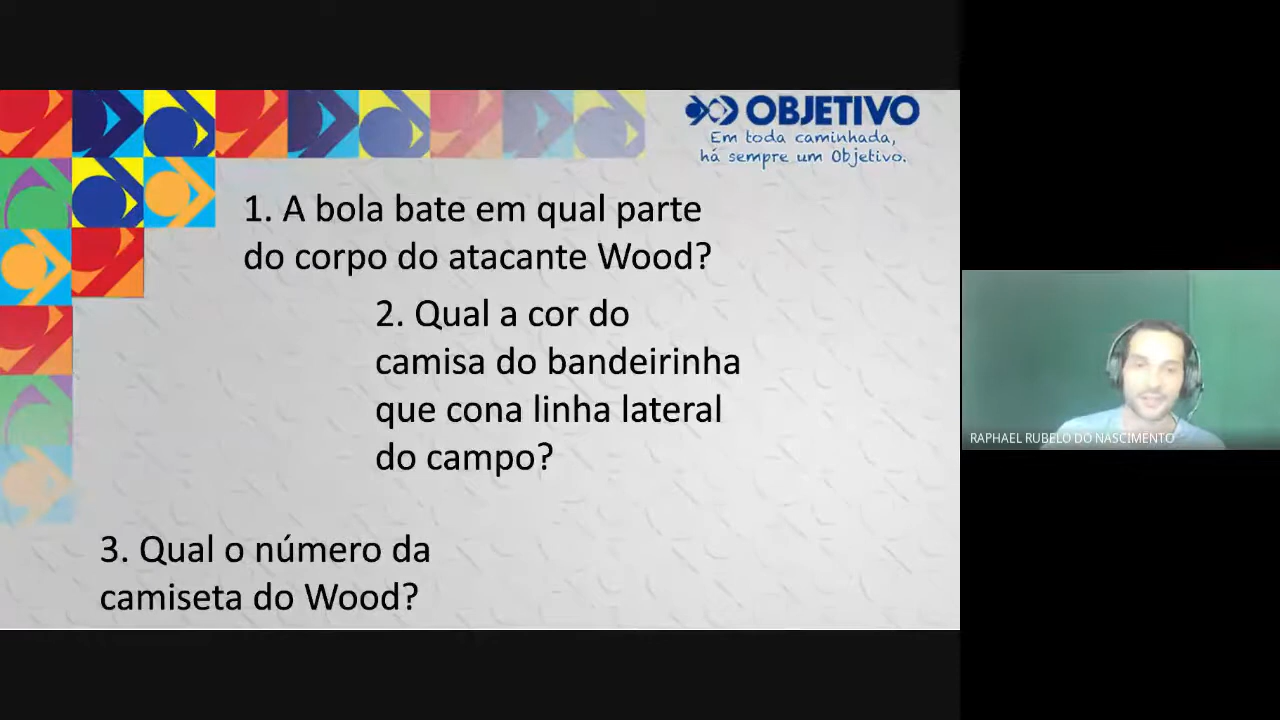 OBJETIVO
Em toda caminhada,
há sempre um Objetivo.
1. A bola bate em qual parte
do corpo do atacante Wood?
2. Qual a cor do
camisa do bandeirinha
que cona linha lateral
do campo?
3. Qual o número da
camiseta do Wood?
RAPHAEL RUBELO DO NASCIMENTO